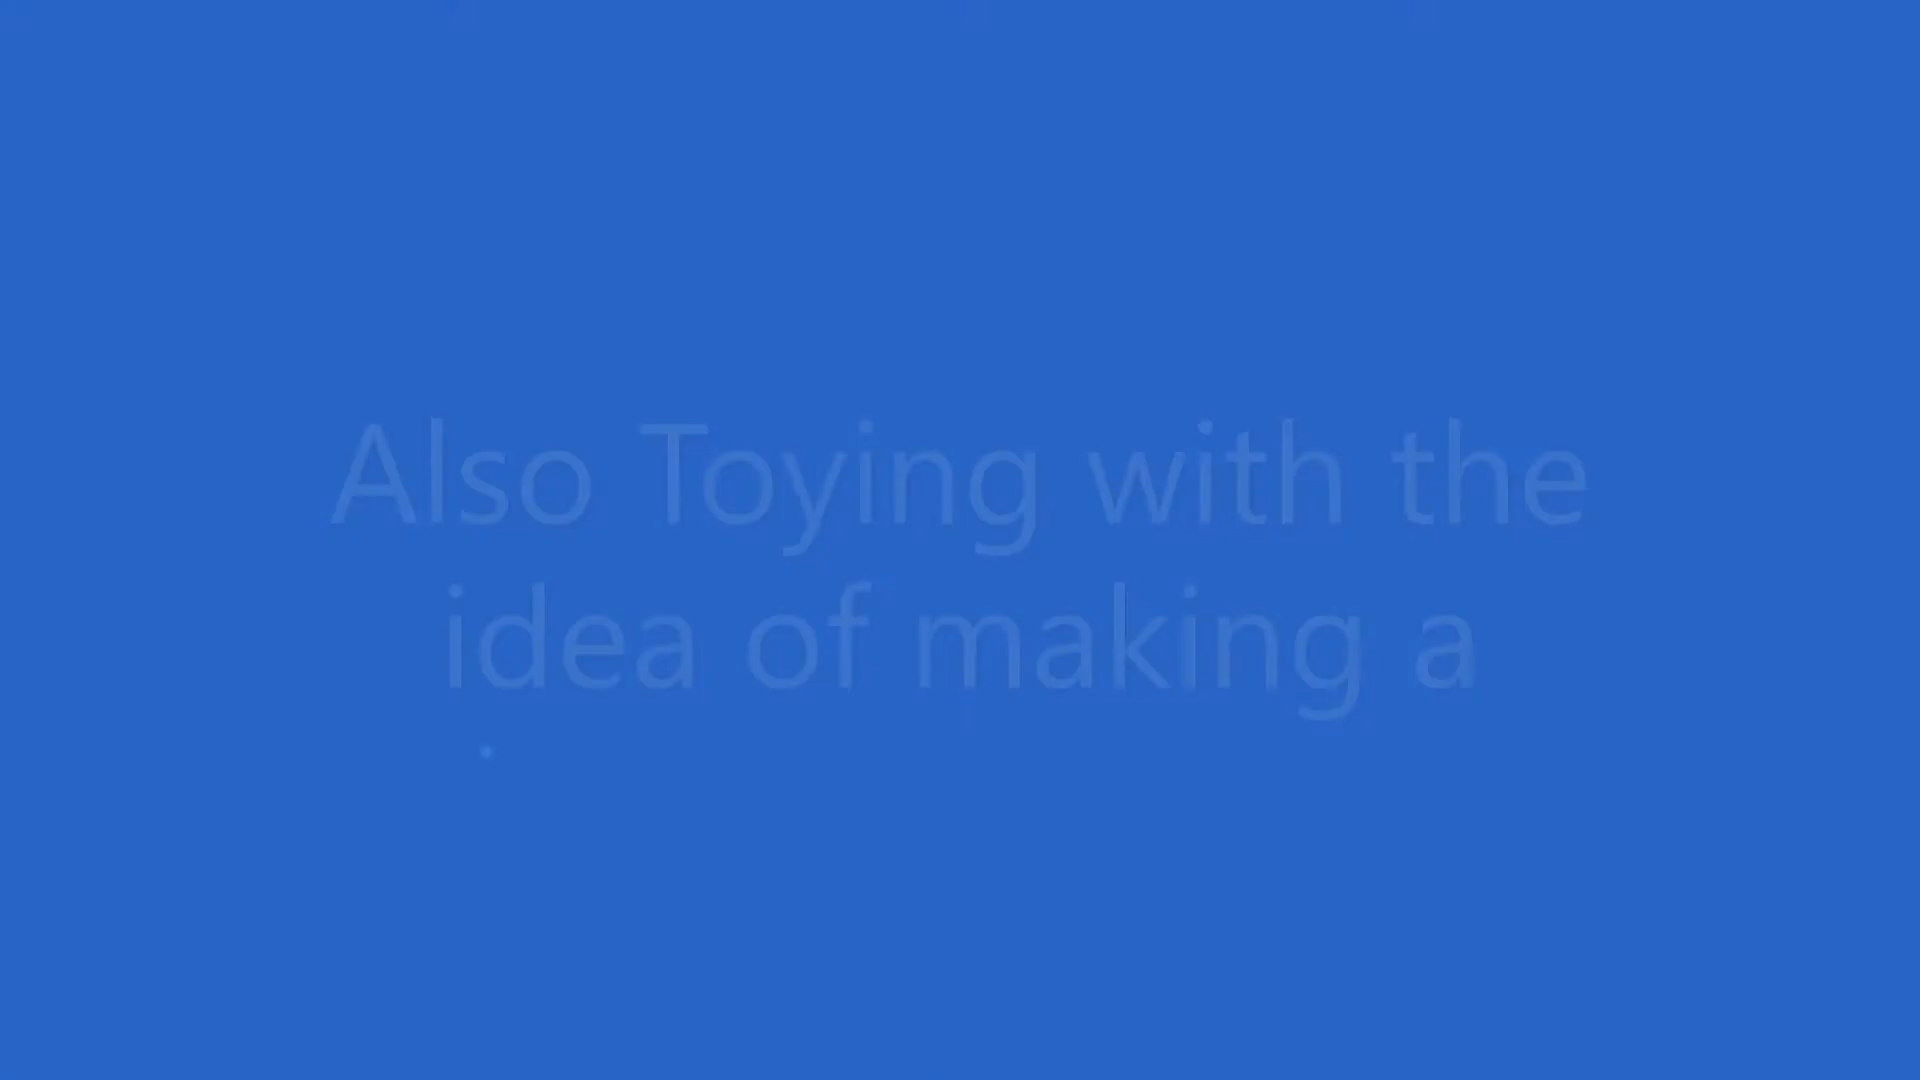 Also Toying with the
idea of making a